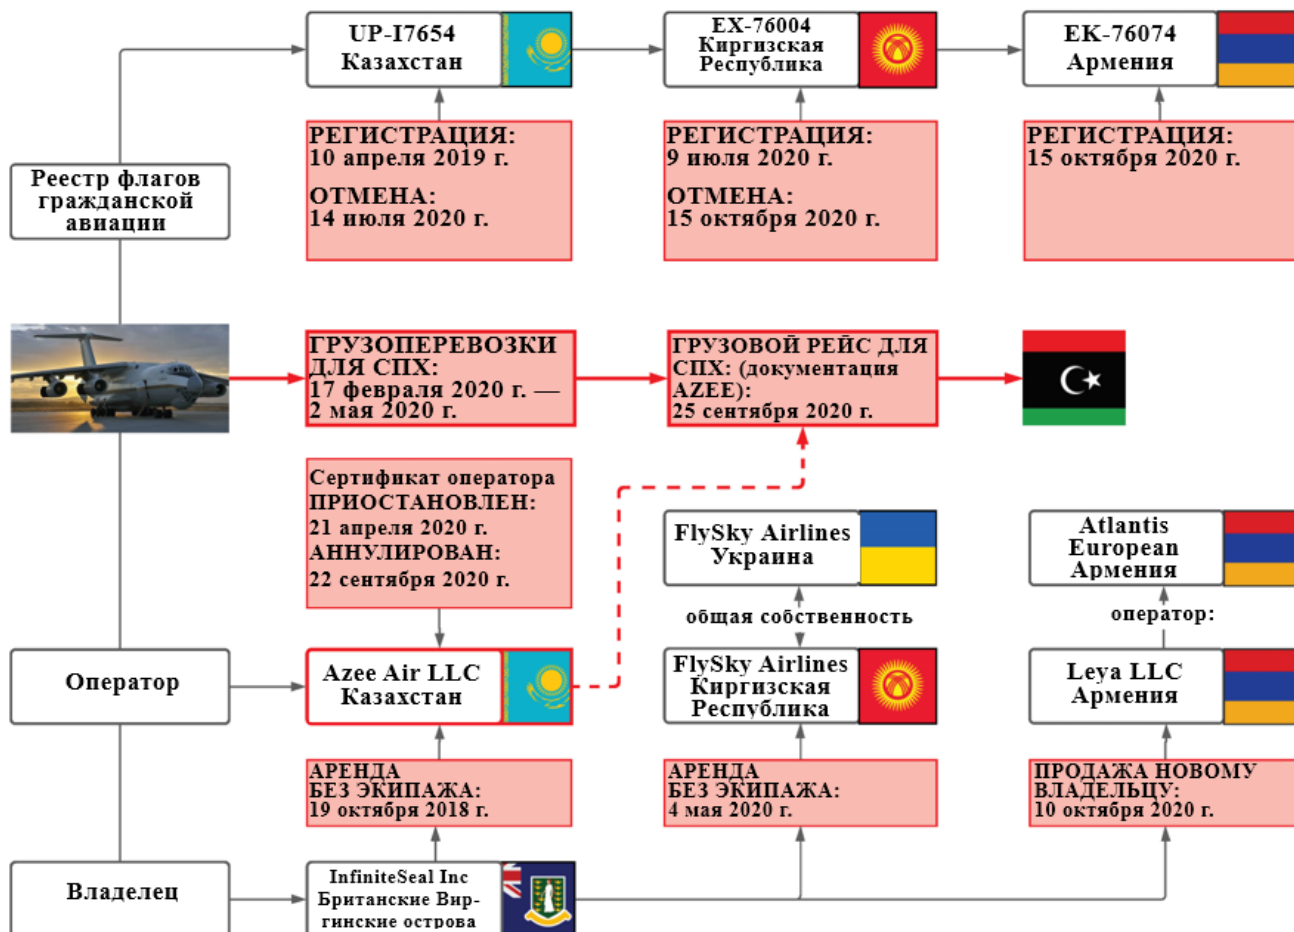 UP-I7654
Казахстан
EX-76004
Киргизская
Республика
EK-76074
Армения
РЕГИСТРАЦИЯ:
10 апреля 2019 г.
ОТМЕНА:
14 июля 2020 г.
РЕГИСТРАЦИЯ:
9 июля 2020 г.
ОТМЕНА:
15 октября 2020 г.
РЕГИСТРАЦИЯ:
15 октября 2020 г.
Реестр флагов
гражданской
авиации
ГРУЗОПЕРЕВОЗКИ
ДЛЯ СПХ:
17 февраля 2020 г. —
2 мая 2020 г.
ГРУЗОВОЙ РЕЙС ДЛЯ
СПХ: (документация
AZEE):
25 сентября 2020 г.
Сертификат оператора
ПРИОСТАНОВЛЕН:
21 апреля 2020 г.
АННУЛИРОВАН:
22 сентября 2020 г.
FlySky Airlines
Украина
Atlantis
European
Армения
общая собственность
оператор:
Оператор
Azee Air LLC
Казахстан
FlySky Airlines
Киргизская
Республика
Leya LLC
Армения
АРЕНДА
БЕЗ ЭКИПАЖА:
19 октября 2018 г.
АРЕНДА
БЕЗ ЭКИПАЖА:
4 мая 2020 г.
ПРОДАЖА НОВОМУ
ВЛАДЕЛЬЦУ:
10 октября 2020 г.
Владелец
InfiniteSeal Inc
Британские Вир-
гинские острова